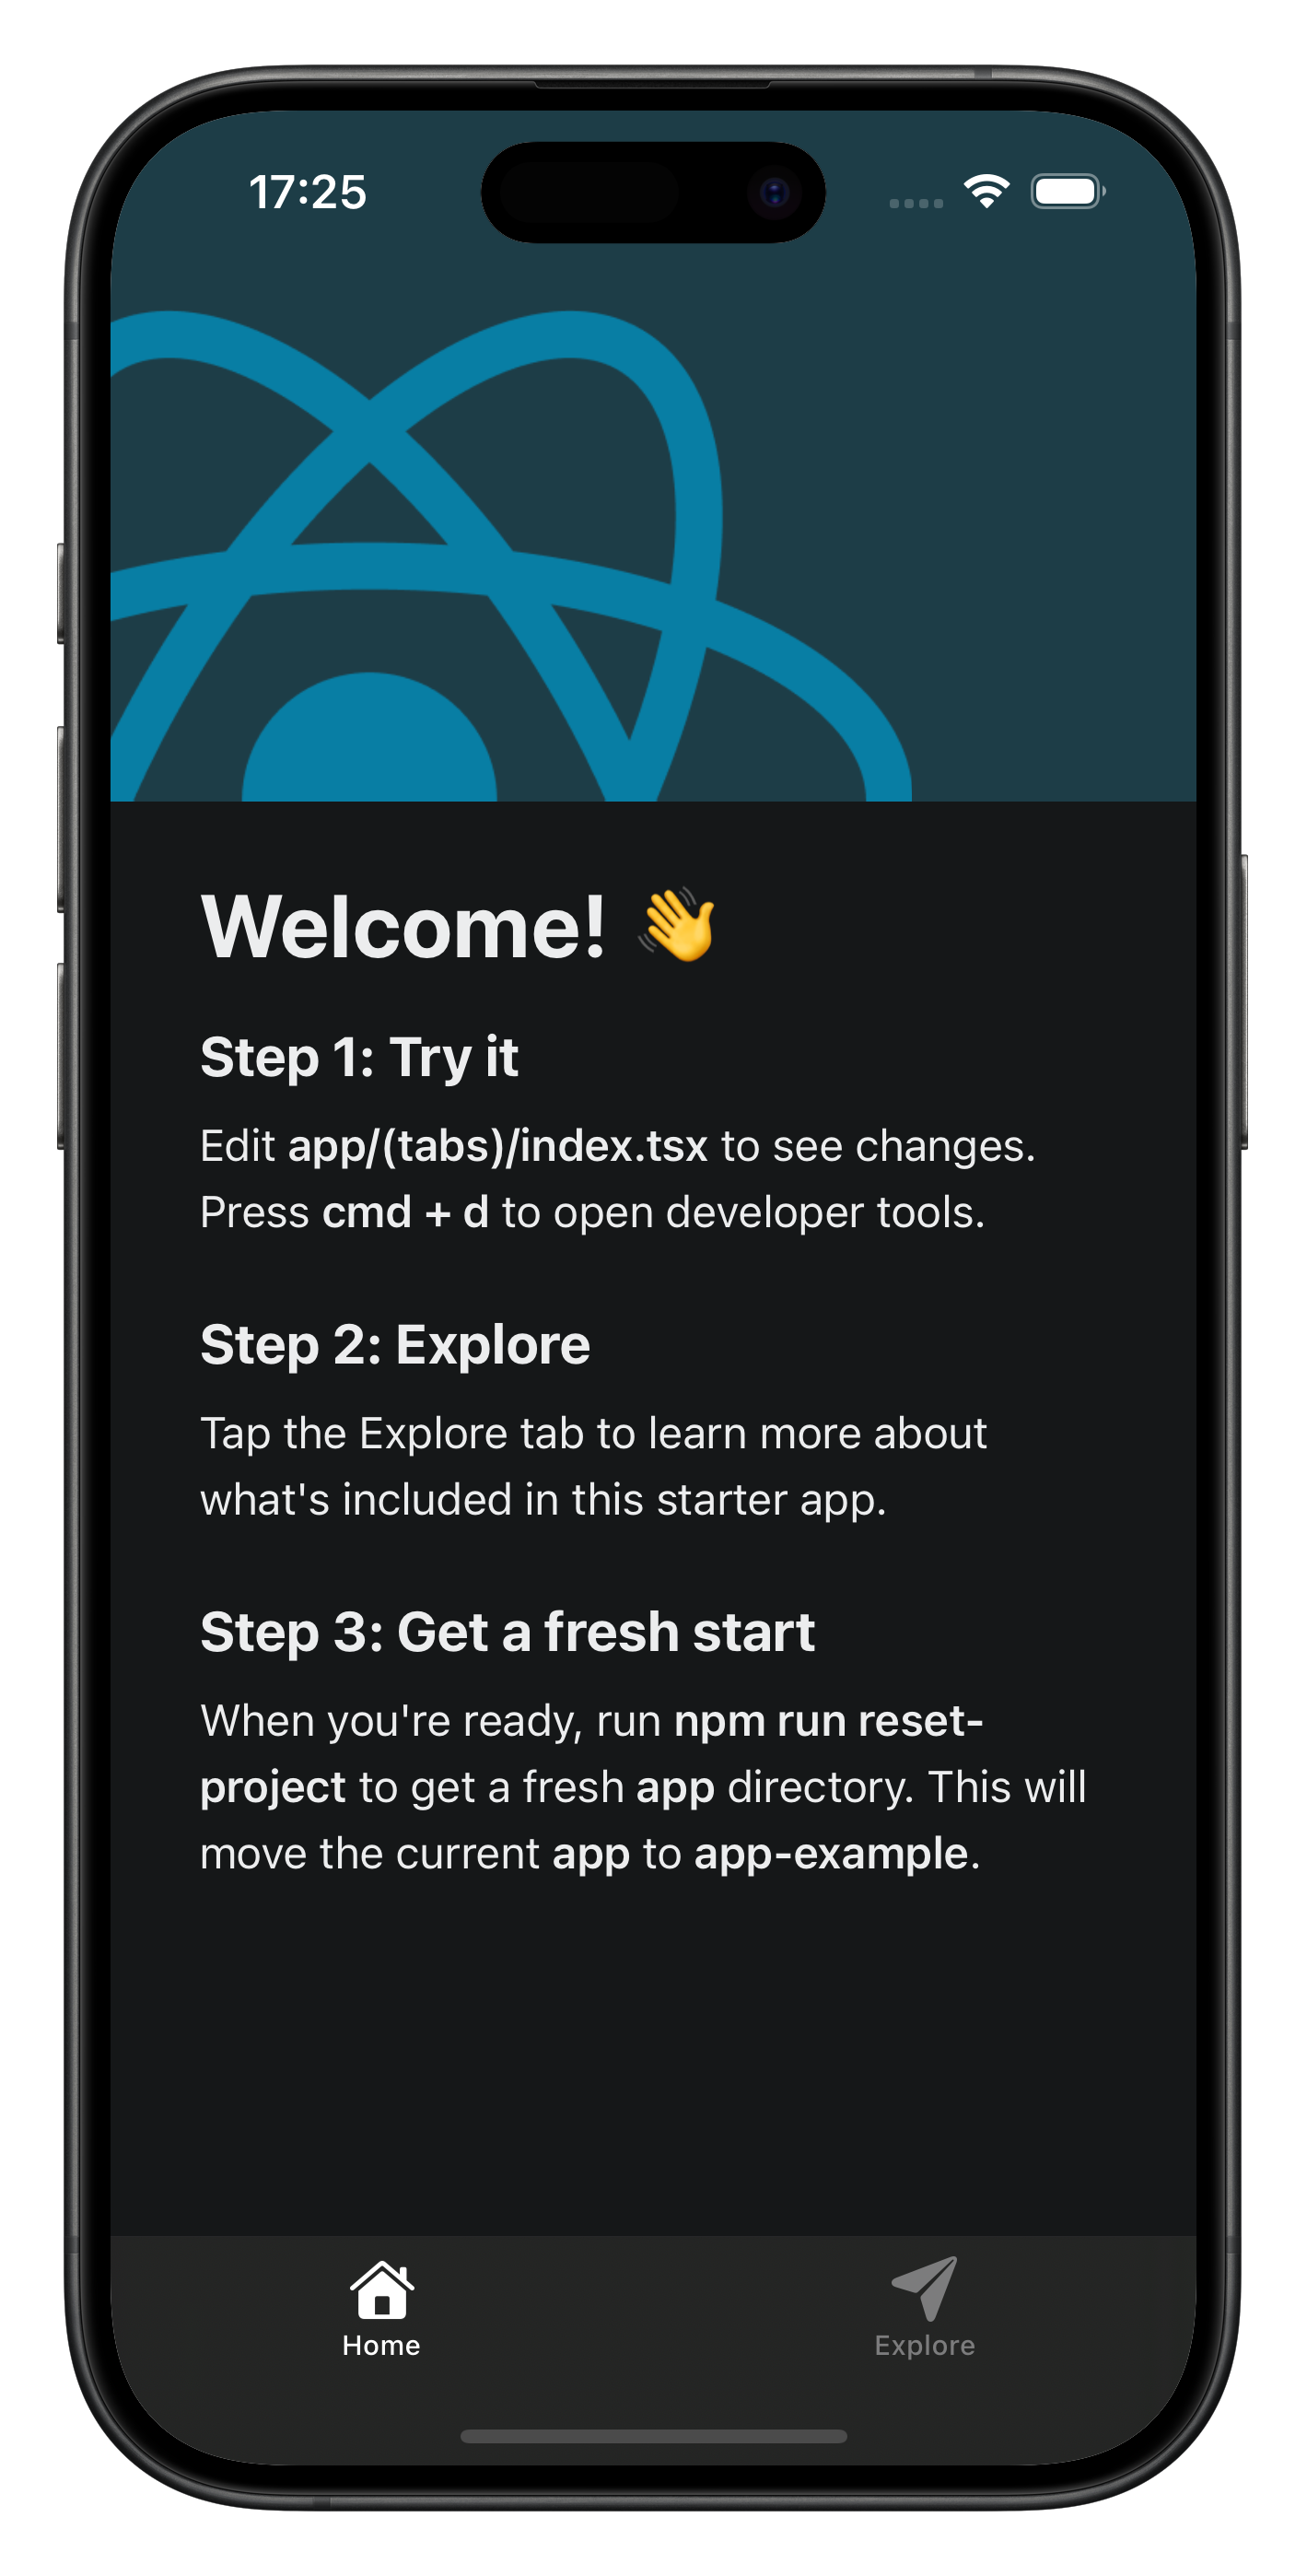 17:25
Welcome! 👋
Step 1: Try it
Edit app/(tabs)/index.tsx to see changes.
Press cmd + d to open developer tools.
Step 2: Explore
Tap the Explore tab to learn more about
what's included in this starter app.
Step 3: Get a fresh start
When you're ready, run npm run reset-
project to get a fresh app directory. This will
move the current app to app-example.
Home
Explore